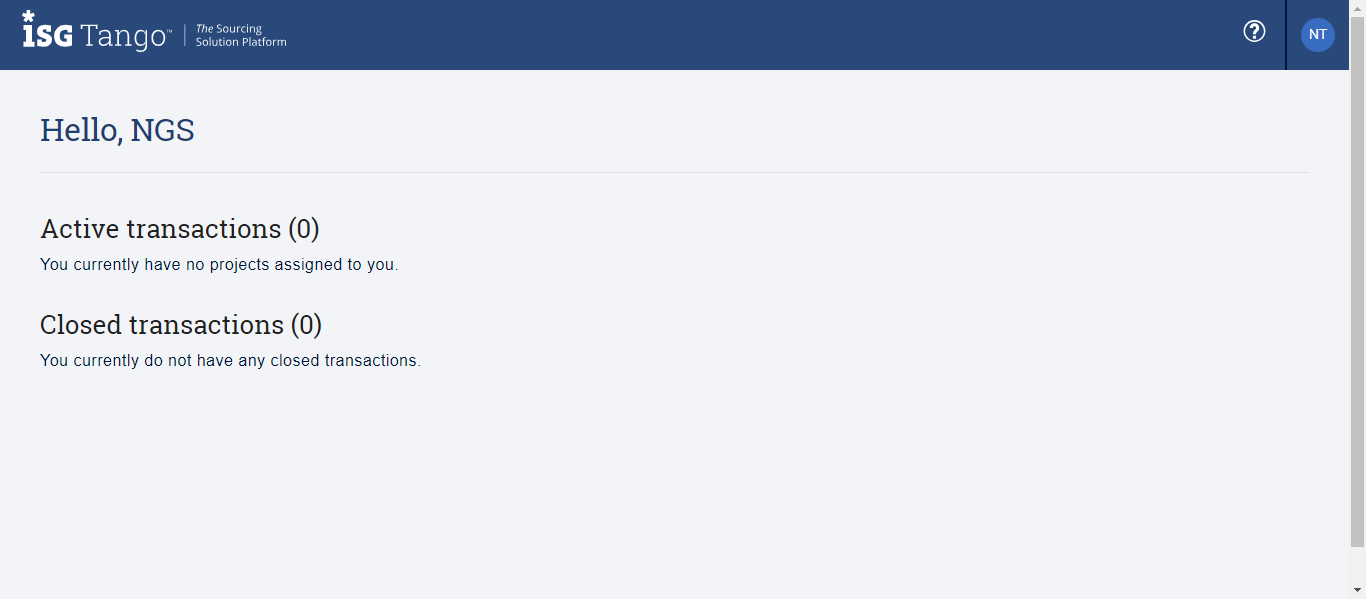 *isg Tango™
The Sourcing
Solution Platform
?
NT
Hello, NGS
Active transactions (0)
You currently have no projects assigned to you.
Closed transactions (0)
You currently do not have any closed transactions.